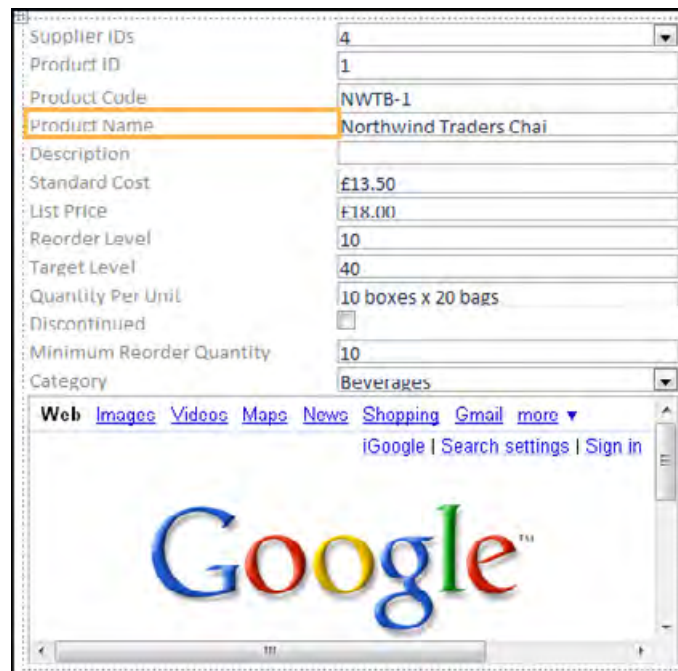 Supplier IDs 4
Product ID 1
Product Code NWTB-1
Product Name Northwind Traders Chai
Description
Standard Cost £13.50
List Price £18.00
Reorder Level 10
Target Level 40
Quantity Per Unit 10 boxes x 20 bags
Discontinued
Minimum Reorder Quantity 10
Category Beverages
Web Images Videos Maps News Shopping Gmail more ▼
iGoogle | Search settings | Sign in
Google™